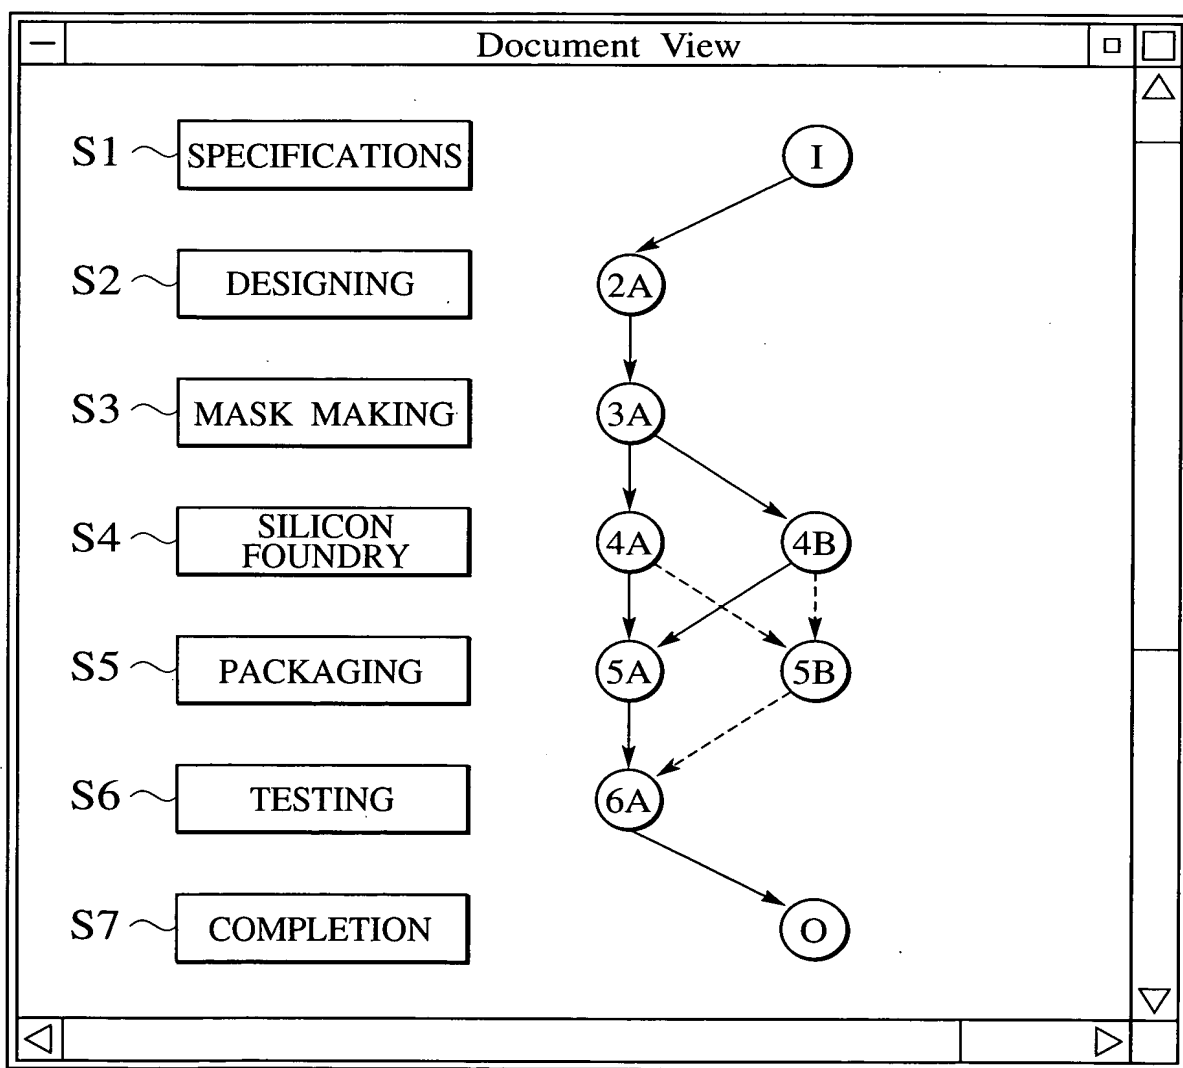 Document View
S1 SPECIFICATIONS I
S2 DESIGNING 2A
S3 MASK MAKING 3A
S4 SILICON FOUNDRY 4A 4B
S5 PACKAGING 5A 5B
S6 TESTING 6A
S7 COMPLETION O